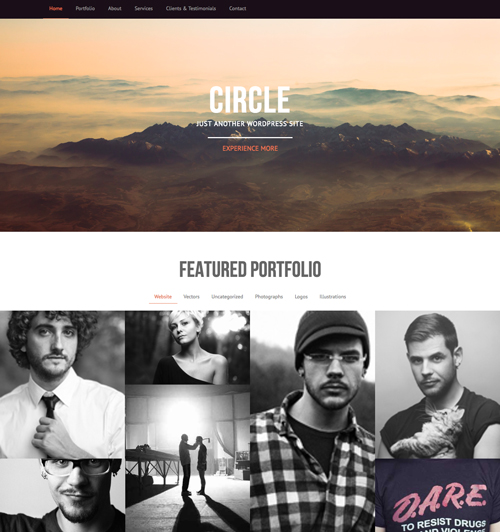 Home Portfolio About Services Clients & Testimonials Contact
CIRCLE
JUST ANOTHER WORDPRESS SITE
EXPERIENCE MORE
FEATURED PORTFOLIO
Website Vectors Uncategorized Photographs Logos Illustrations
D.A.R.E.
TO RESIST DRUGS
AND VIOLENCE